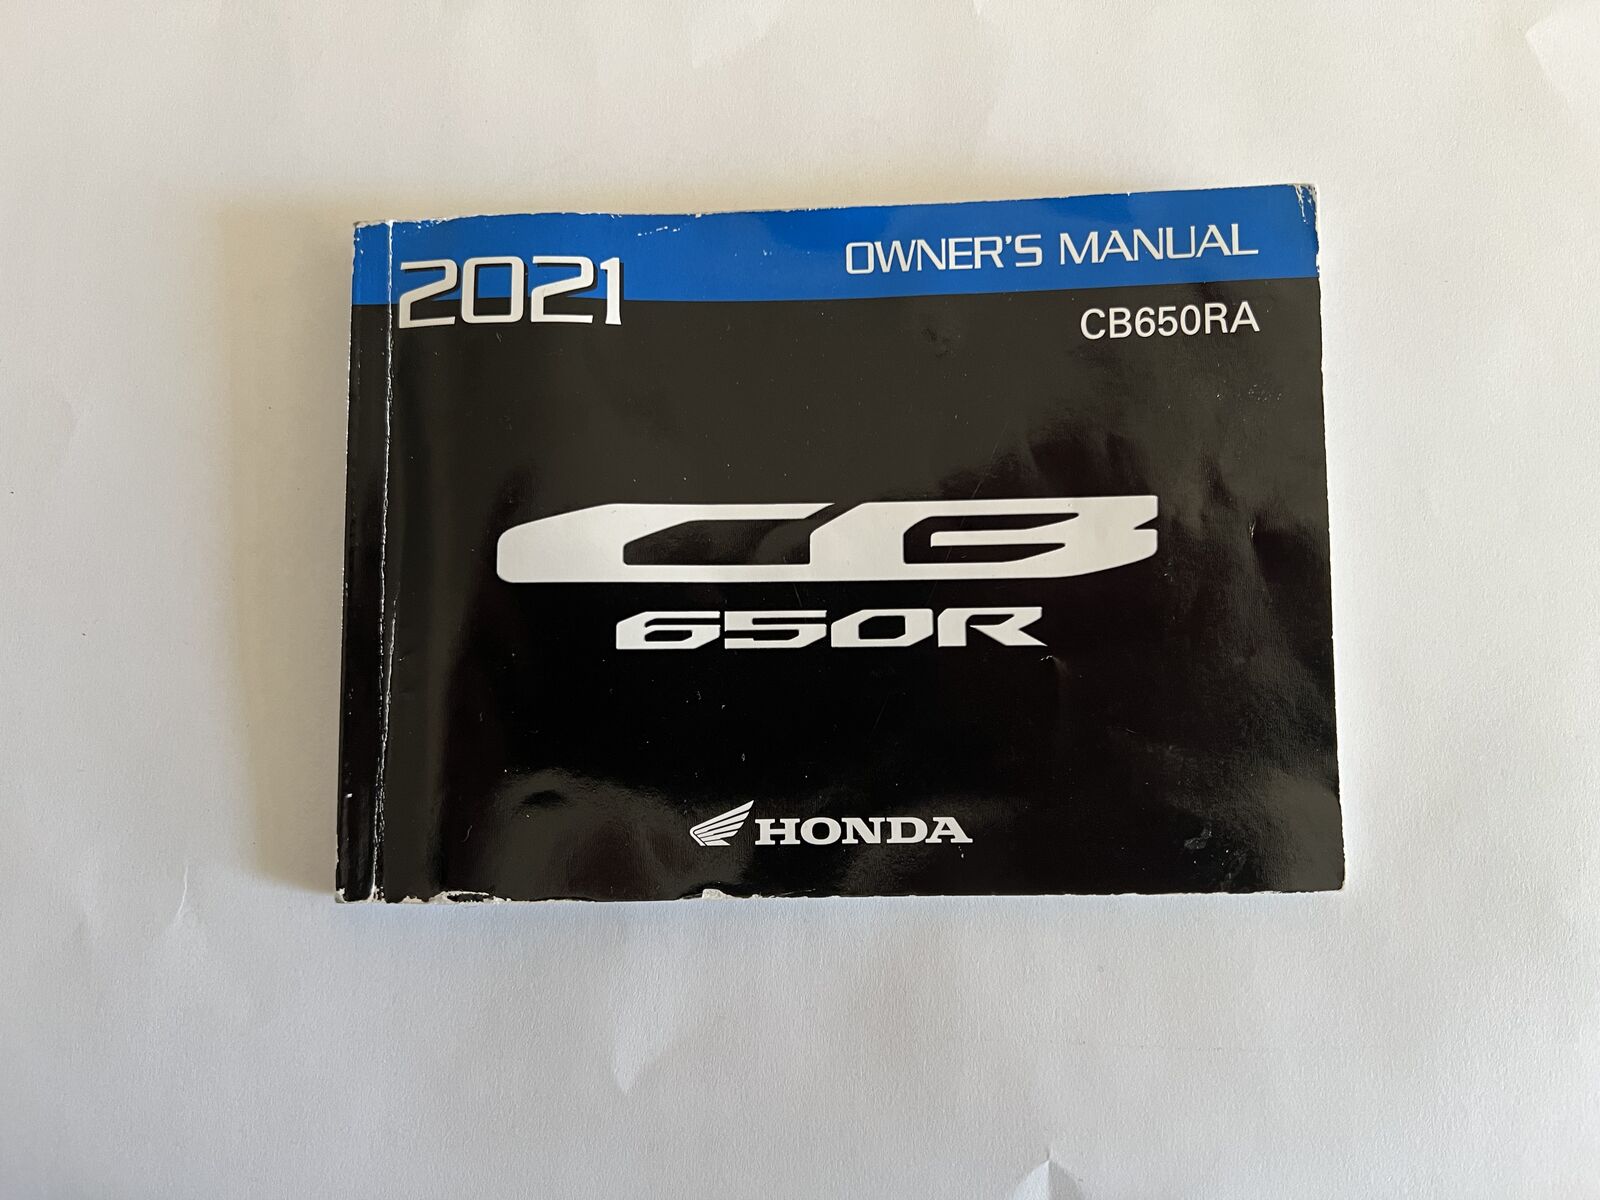 2021
OWNER'S MANUAL
CB650RA
CB
650R
HONDA